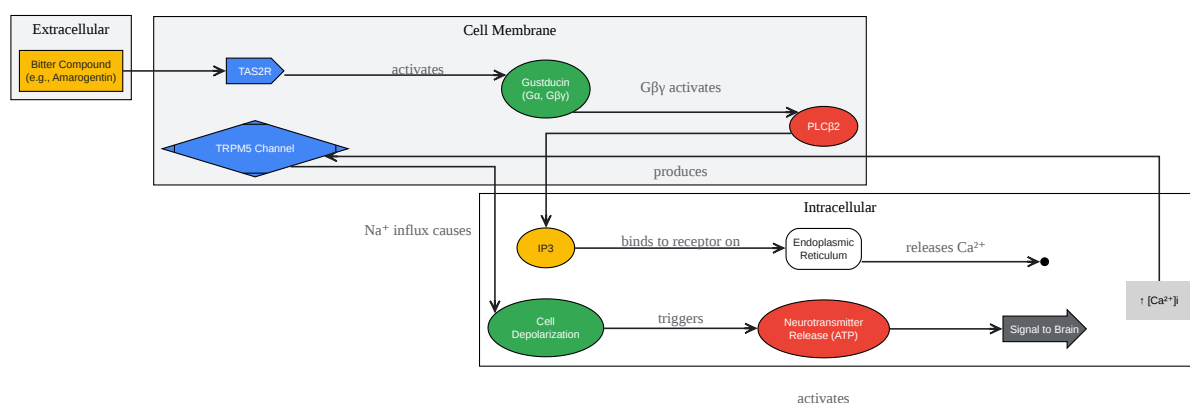 Extracellular
Bitter Compound
(e.g., Amarogentin)
Cell Membrane
TAS2R
activates
Gustducin
(Gα, Gβγ)
Gβγ activates
PLCβ2
TRPM5 Channel
produces
Intracellular
Na⁺ influx causes
IP3
binds to receptor on
Endoplasmic
Reticulum
releases Ca²⁺
↑ [Ca²⁺]i
Cell
Depolarization
triggers
Neurotransmitter
Release (ATP)
Signal to Brain
activates